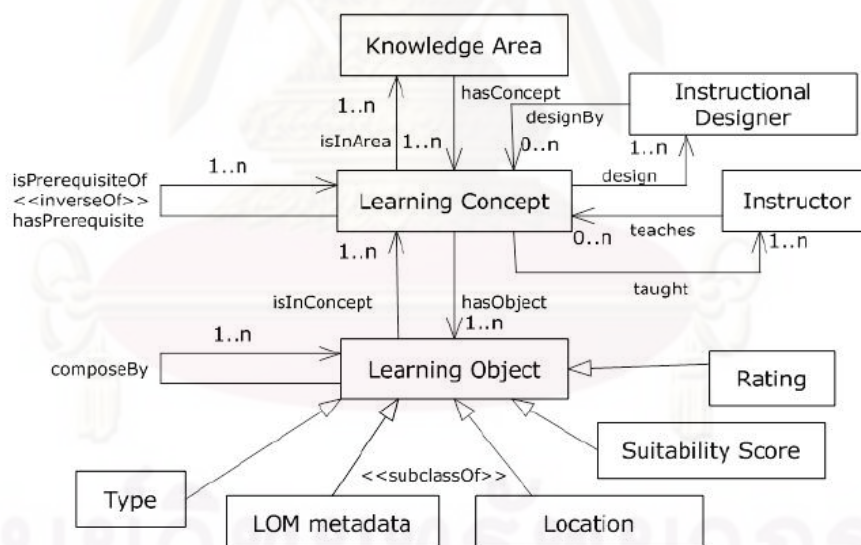 Knowledge Area
1..n
hasConcept
isInArea
1..n
Instructional
Designer
designBy
0..n
1..n
design
isPrerequisiteOf
<<inverseOf>>
hasPrerequisite
1..n
Learning Concept
Instructor
teaches
0..n
1..n
taught
1..n
isInConcept
hasObject
1..n
composeBy
1..n
Learning Object
Rating
Suitability Score
<<subclassOf>>
Type
LOM metadata
Location